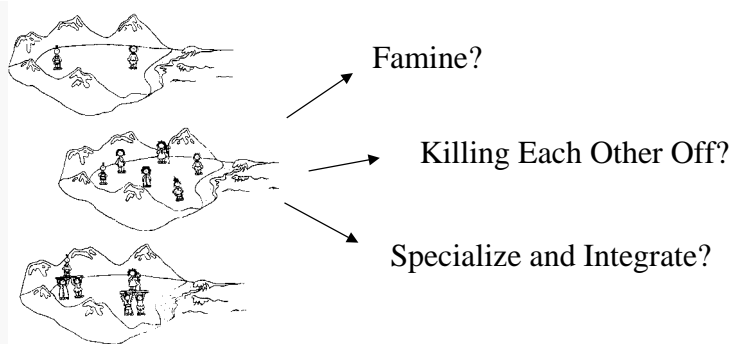 Famine?
Killing Each Other Off?
Specialize and Integrate?